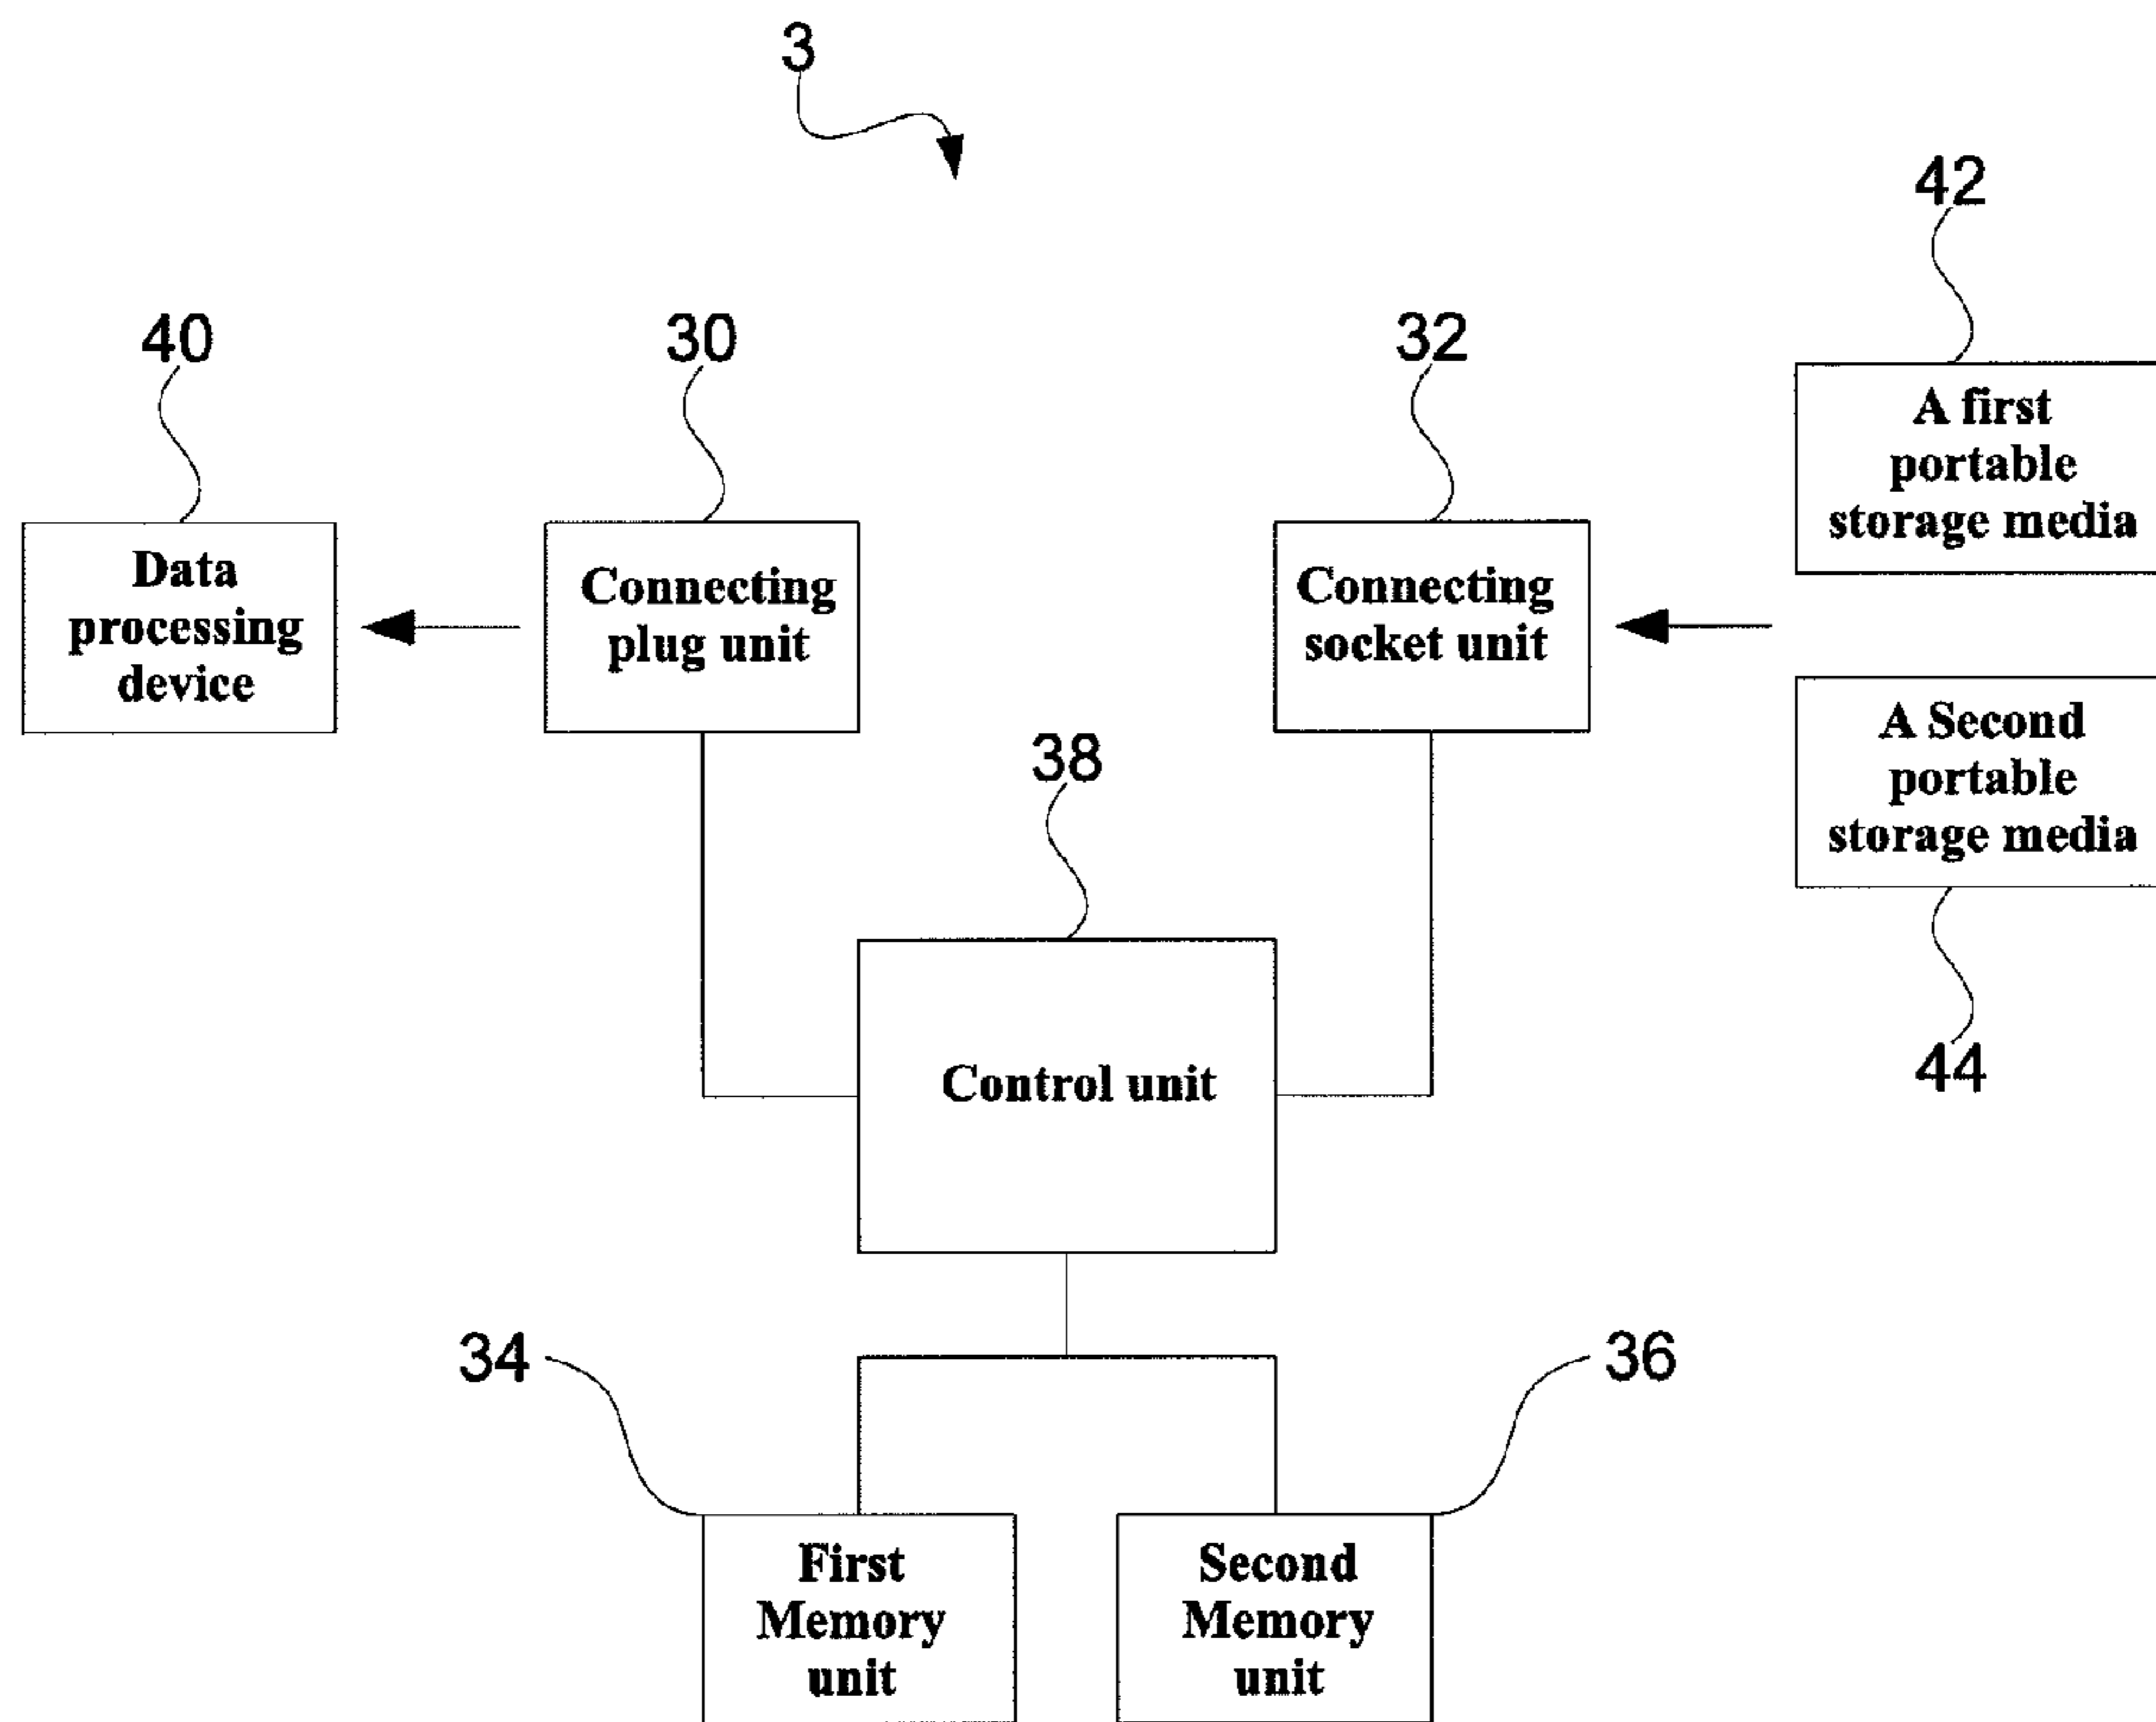 3
42
40
30
32
A first
portable
storage media
Data
processing
device
Connecting
plug unit
Connecting
socket unit
A Second
portable
storage media
38
44
Control unit
34
36
First
Memory
unit
Second
Memory
unit